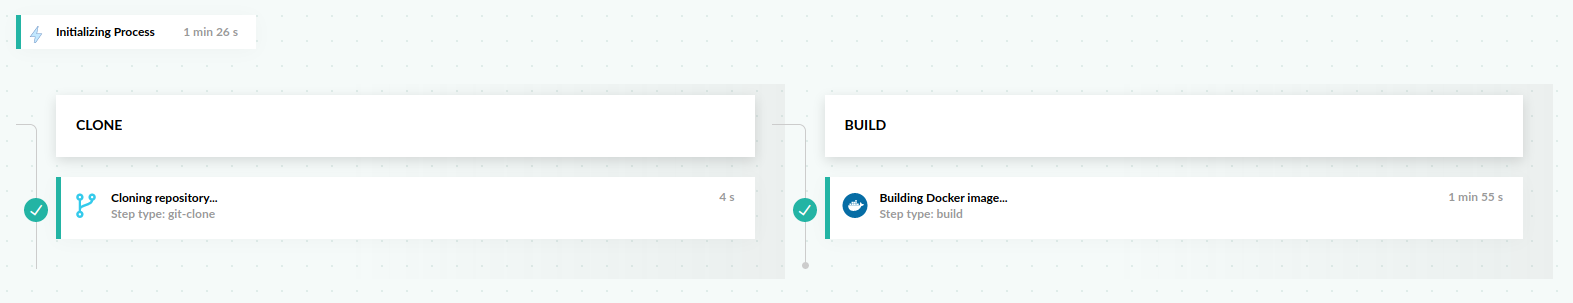 Initializing Process 1 min 26 s
CLONE
Cloning repository... 4 s
Step type: git-clone
BUILD
Building Docker image... 1 min 55 s
Step type: build